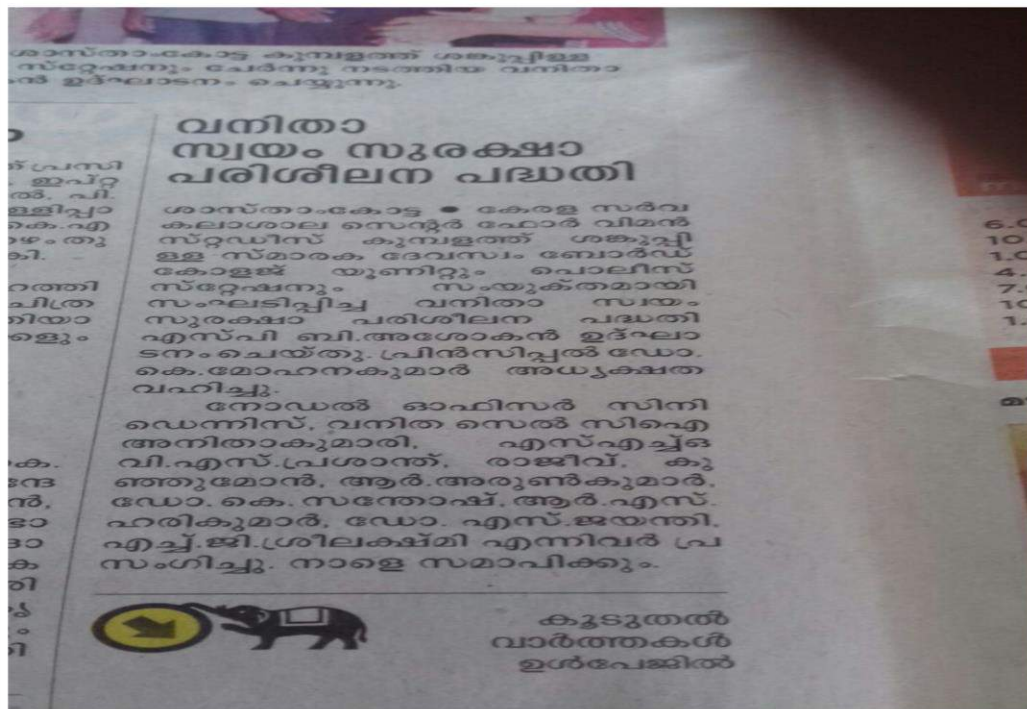 ശാസ്താംകോട്ട കുമ്പളത്ത് ശങ്കുപ്പിള്ള
സ്റ്റേഷനും ചേർന്നു നടത്തിയ വനിതാ
ഉദ്ഘാടനം ചെയ്യുന്നു.
വനിതാ
സ്വയം സുരക്ഷാ
പരിശീലന പദ്ധതി
ശാസ്താംകോട്ട ● കേരള സർവ
കലാശാല സെന്റർ ഫോർ വിമൻ
സ്റ്റഡീസ് കുമ്പളത്ത് ശങ്കുപ്പി
ള്ള സ്മാരക ദേവസ്വം ബോർഡ്
കോളജ് യൂണിറ്റും പൊലീസ്
സ്റ്റേഷനും സംയുക്തമായി
സംഘടിപ്പിച്ച വനിതാ സ്വയം
സുരക്ഷാ പരിശീലന പദ്ധതി
എസ്പി ബി.അശോകൻ ഉദ്ഘാ
ടനം ചെയ്തു. പ്രിൻസിപ്പൽ ഡോ.
കെ.മോഹനകുമാർ അധ്യക്ഷത
വഹിച്ചു.
നോഡൽ ഓഫിസർ സിനി
ഡെന്നിസ്, വനിത സെൽ സിഐ
അനിതാകുമാരി, എസ്എച്ച്ഒ
വി.എസ്.പ്രശാന്ത്, രാജീവ്, കു
ഞ്ഞുമോൻ, ആർ.അരുൺകുമാർ,
ഡോ. കെ. സന്തോഷ്, ആർ.എസ്.
ഹരികുമാർ, ഡോ. എസ്.ജയന്തി,
എച്ച്.ജി.ശ്രീലക്ഷ്മി എന്നിവർ പ്ര
സംഗിച്ചു. നാളെ സമാപിക്കും.
കൂടുതൽ
വാർത്തകൾ
ഉൾപേജിൽ